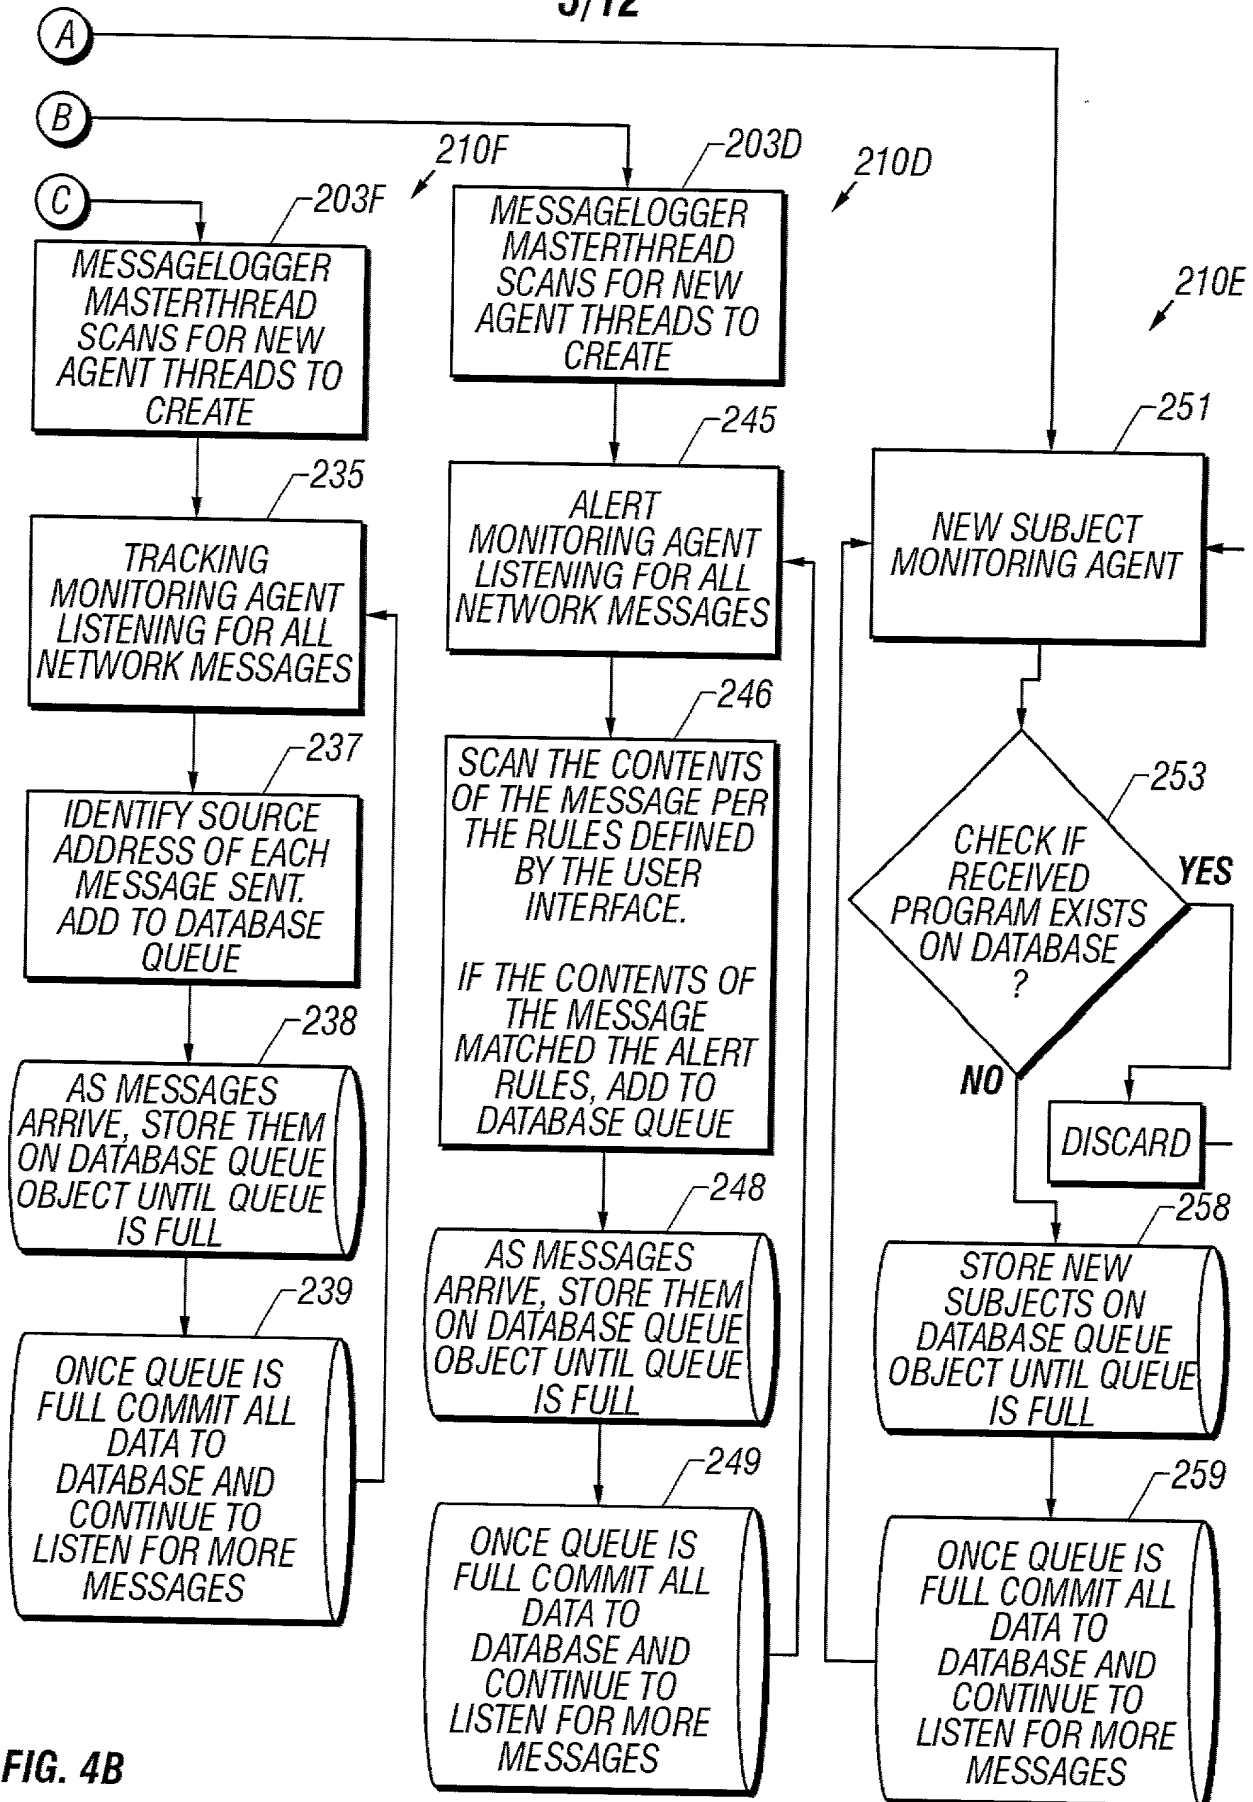 5/12
A
B
C
210F
203D
210D
203F
210E
MESSAGELOGGER
MASTERTHREAD
SCANS FOR NEW
AGENT THREADS TO
CREATE
235
TRACKING
MONITORING AGENT
LISTENING FOR ALL
NETWORK MESSAGES
237
IDENTIFY SOURCE
ADDRESS OF EACH
MESSAGE SENT.
ADD TO DATABASE
QUEUE
238
AS MESSAGES
ARRIVE, STORE THEM
ON DATABASE QUEUE
OBJECT UNTIL QUEUE
IS FULL
239
ONCE QUEUE IS
FULL COMMIT ALL
DATA TO
DATABASE AND
CONTINUE TO
LISTEN FOR MORE
MESSAGES
MESSAGELOGGER
MASTERTHREAD
SCANS FOR NEW
AGENT THREADS TO
CREATE
245
ALERT
MONITORING AGENT
LISTENING FOR ALL
NETWORK MESSAGES
246
SCAN THE CONTENTS
OF THE MESSAGE PER
THE RULES DEFINED
BY THE USER
INTERFACE.
IF THE CONTENTS OF
THE MESSAGE
MATCHED THE ALERT
RULES, ADD TO
DATABASE QUEUE
248
AS MESSAGES
ARRIVE, STORE THEM
ON DATABASE QUEUE
OBJECT UNTIL QUEUE
IS FULL
249
ONCE QUEUE IS
FULL COMMIT ALL
DATA TO
DATABASE AND
CONTINUE TO
LISTEN FOR MORE
MESSAGES
251
NEW SUBJECT
MONITORING AGENT
253
CHECK IF
RECEIVED
PROGRAM EXISTS
ON DATABASE
?
YES
NO
DISCARD
258
STORE NEW
SUBJECTS ON
DATABASE QUEUE
OBJECT UNTIL QUEUE
IS FULL
259
ONCE QUEUE IS
FULL COMMIT ALL
DATA TO
DATABASE AND
CONTINUE TO
LISTEN FOR MORE
MESSAGES
FIG. 4B